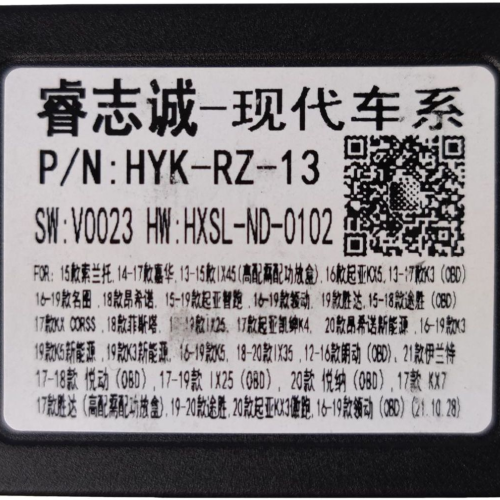 睿志诚-现代车系
P/N:HYK-RZ-13
SW:V0023 HW:HXSL-ND-0102
FOR: 15款索兰托, 14-17款嘉华, 13-15款IX45(高配蔺配功放盒), 16款起亚KX5, 13-17款K3 (OBD)
16-19款名图, 18款昂希诺, 15-19款起亚智跑, 16-19款领动, 19款胜达, 15-18款途胜 (OBD)
17款KX CORSS, 18款菲斯塔, 19款IX25, 17款起亚凯绅K4, 20款昂希诺新能源, 16-19款K3
19款K5新能源, 19款K3新能源, 16-19款K5, 18-20款IX35, 12-16款朗动 (OBD), 21款伊兰特
17-18款 悦动 (OBD), 17-19款 IX25 (OBD), 20款 悦纳 (OBD), 17款 KX7
17款胜达 (高配蔺配功放盒), 19-20款途胜, 20款起亚KX3傲跑, 16-19款领动 (OBD) (21.10.28)